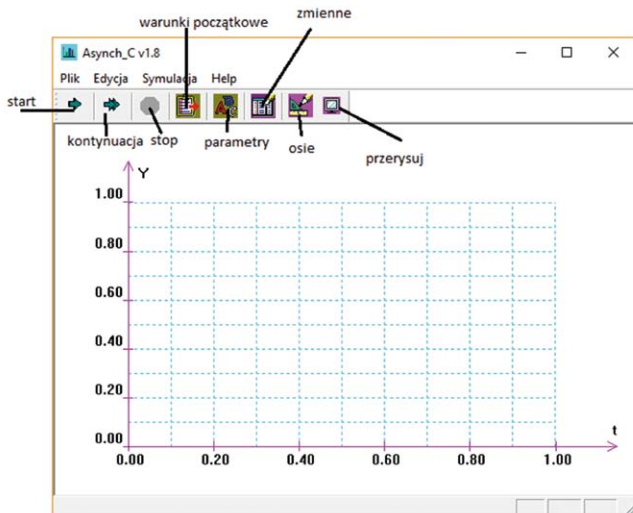 zmienne
warunki początkowe
Asynch_C v1.8
Plik Edycja Symulacja Help
start
kontynuacja stop parametry osie
przerysuj
Y
1.00
0.80
0.60
0.40
0.20
0.00
t
0.00 0.20 0.40 0.60 0.80 1.00